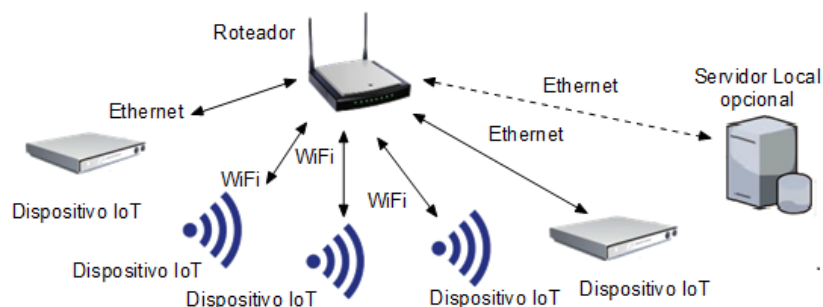 Roteador
Ethernet
Servidor Local
opcional
Ethernet
Ethernet
WiFi
WiFi
WiFi
Dispositivo IoT
Dispositivo IoT
Dispositivo IoT
Dispositivo IoT
Dispositivo IoT